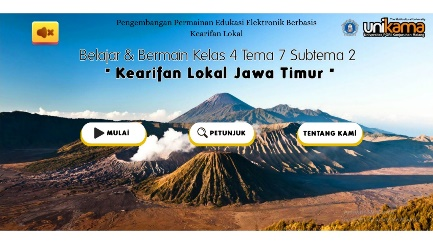 Pengembangan Permainan Edukasi Elektronik Berbasis
Kearifan Lokal
unikama
Belajar & Bermain Kelas 4 Tema 7 Subtema 2
" Kearifan Lokal Jawa Timur "
MULAI
PETUNJUK
TENTANG KAMI